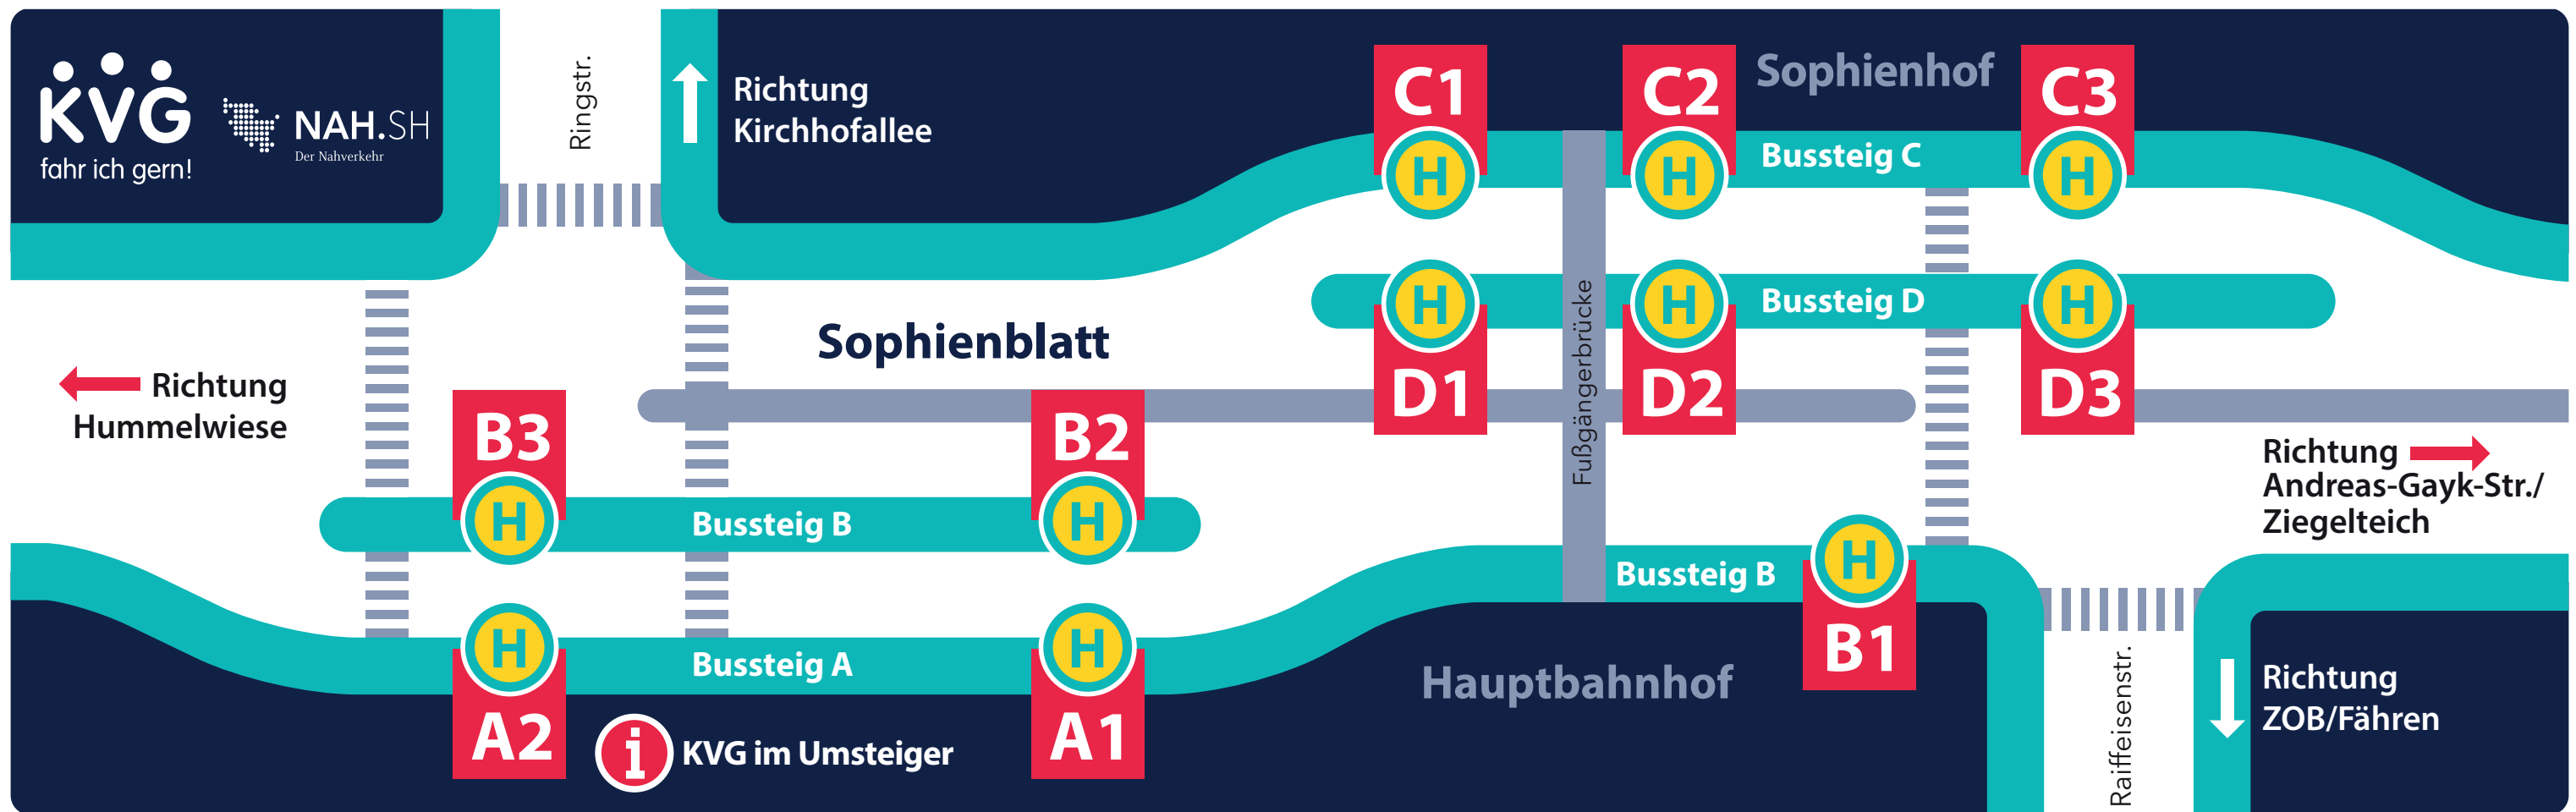 KVG
fahr ich gern!
NAH.SH
Der Nahverkehr
Ringstr.
Richtung
Kirchhofallee
C1
H
C2
H
Sophienhof
C3
H
Bussteig C
H
D1
H
D2
Bussteig D
H
D3
Fußgängerbrücke
Sophienblatt
Richtung
Hummelwiese
B3
H
B2
H
Bussteig B
Richtung
Andreas-Gayk-Str./
Ziegelteich
Bussteig B
H
B1
H
A2
Bussteig A
H
A1
Hauptbahnhof
i
KVG im Umsteiger
Raiffeisenstr.
Richtung
ZOB/Fähren